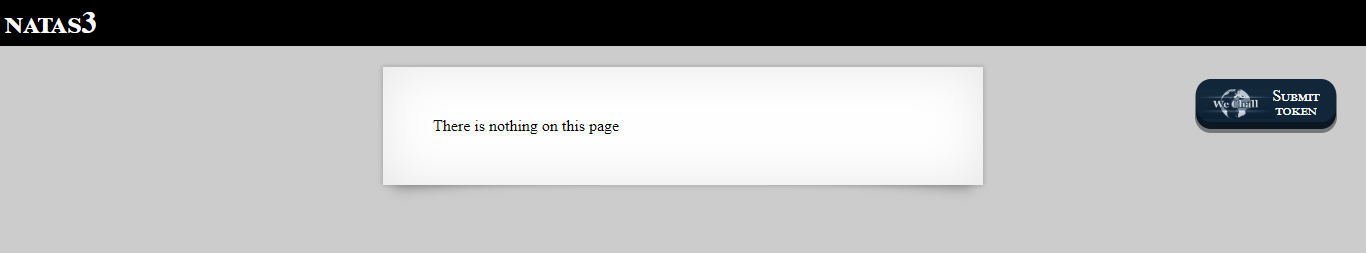 NATAS3
There is nothing on this page
We Chall
SUBMIT
TOKEN